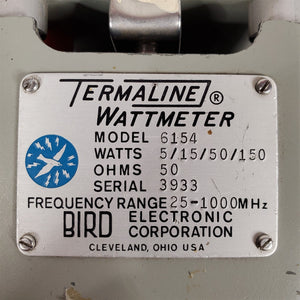 TERMALINE®
WATTMETER
MODEL 6154
WATTS 5/15/50/150
OHMS 50
SERIAL 3933
FREQUENCY RANGE 25-1000MHz
BIRD ELECTRONIC CORPORATION
CLEVELAND, OHIO USA